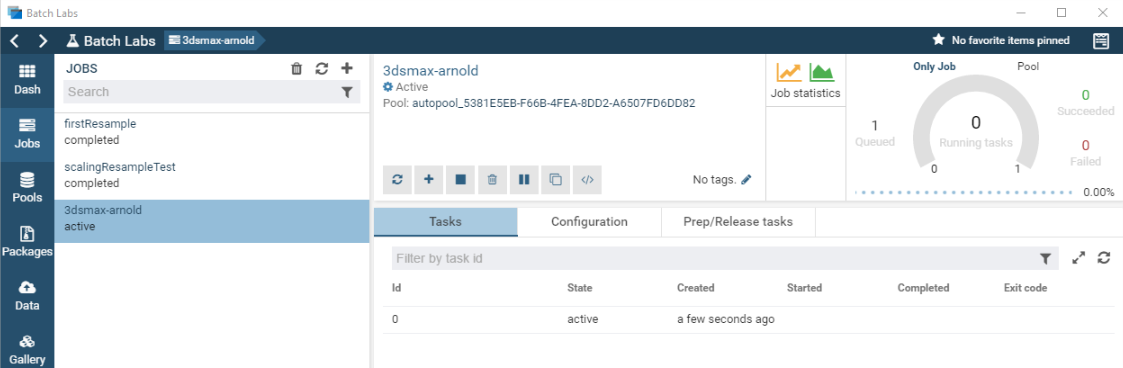 Batch Labs
Batch Labs 3dsmax-arnold No favorite items pinned
Dash
Jobs
Pools
Packages
Data
Gallery
JOBS
Search
firstResample
completed
scalingResampleTest
completed
3dsmax-arnold
active
3dsmax-arnold
Active
Pool: autopool_5381E5EB-F66B-4FEA-8DD2-A6507FD6DD82
No tags.
Job statistics
Only Job Pool
1
Queued
0
Running tasks
0 1
0
Succeeded
0
Failed
0.00%
Tasks Configuration Prep/Release tasks
Filter by task id
Id State Created Started Completed Exit code
0 active a few seconds ago